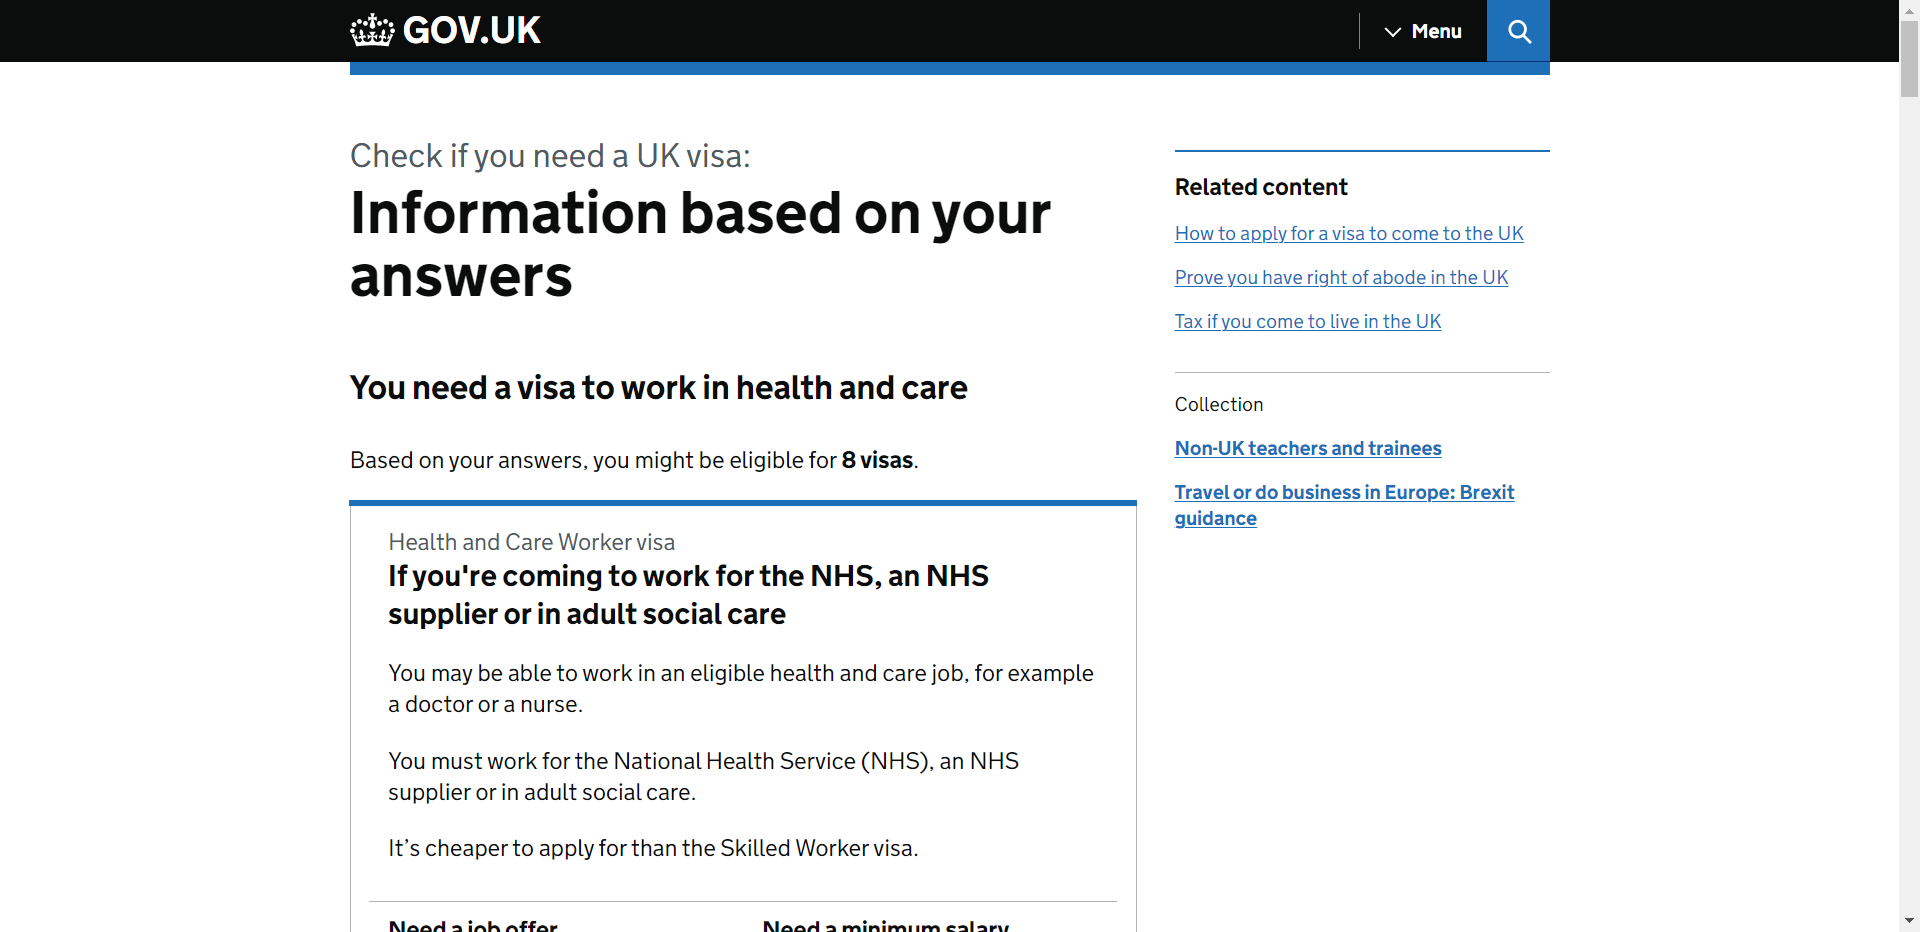 GOV.UK
Menu
Check if you need a UK visa:
Information based on your
answers
You need a visa to work in health and care
Based on your answers, you might be eligible for 8 visas.
Health and Care Worker visa
If you're coming to work for the NHS, an NHS
supplier or in adult social care
You may be able to work in an eligible health and care job, for example
a doctor or a nurse.
You must work for the National Health Service (NHS), an NHS
supplier or in adult social care.
It’s cheaper to apply for than the Skilled Worker visa.
Need a job offer
Need a minimum salary
Related content
How to apply for a visa to come to the UK
Prove you have right of abode in the UK
Tax if you come to live in the UK
Collection
Non-UK teachers and trainees
Travel or do business in Europe: Brexit
guidance